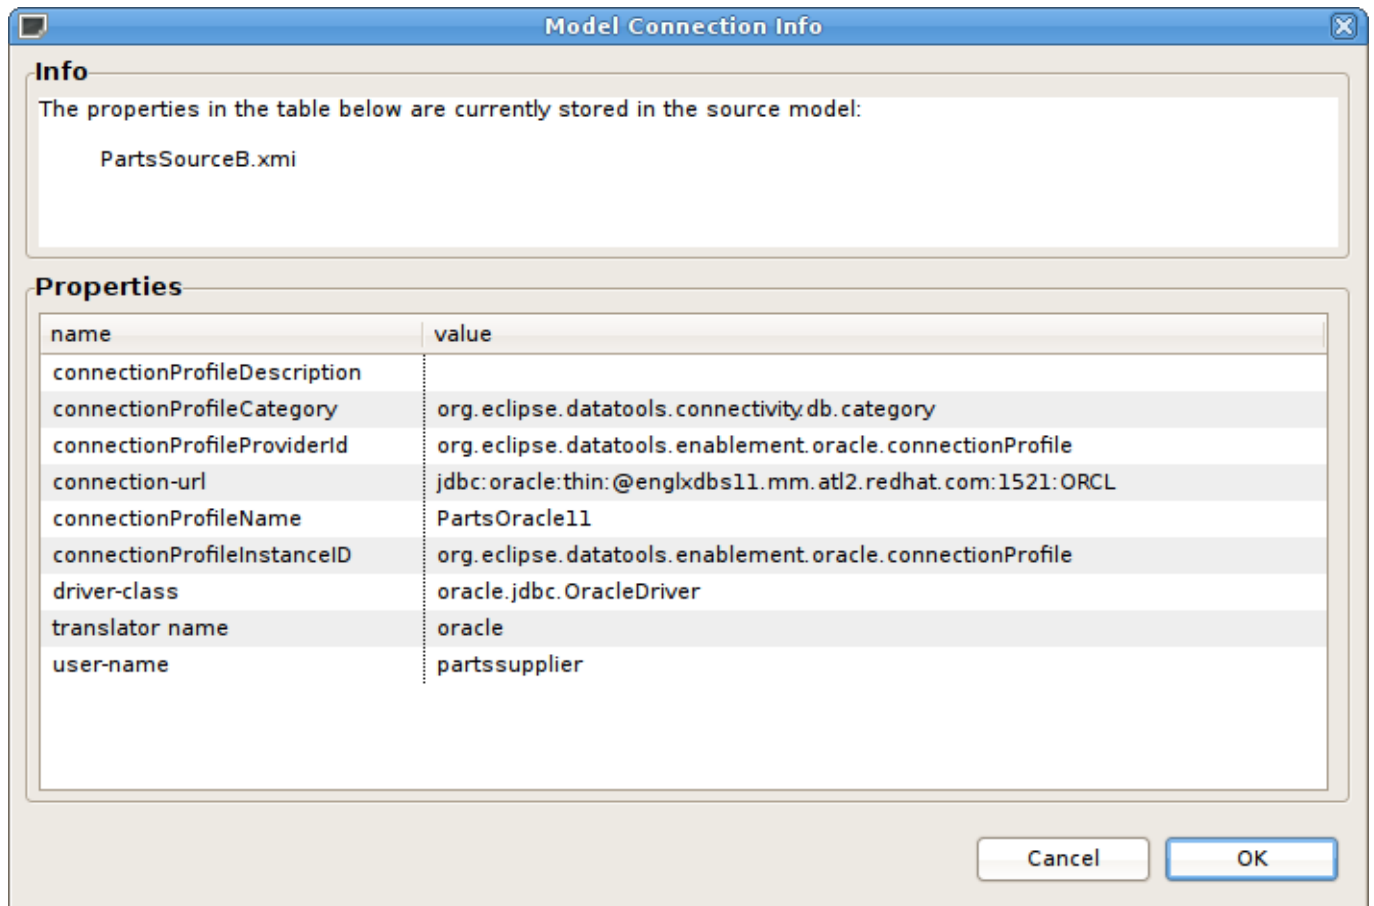 Model Connection Info
Info
The properties in the table below are currently stored in the source model:
PartsSourceB.xmi
Properties
name value
connectionProfileDescription
connectionProfileCategory org.eclipse.datatools.connectivity.db.category
connectionProfileProviderId org.eclipse.datatools.enablement.oracle.connectionProfile
connection-url jdbc:oracle:thin:@englxdbs11.mm.atl2.redhat.com:1521:ORCL
connectionProfileName PartsOracle11
connectionProfileInstanceID org.eclipse.datatools.enablement.oracle.connectionProfile
driver-class oracle.jdbc.OracleDriver
translator name oracle
user-name partssupplier
Cancel OK